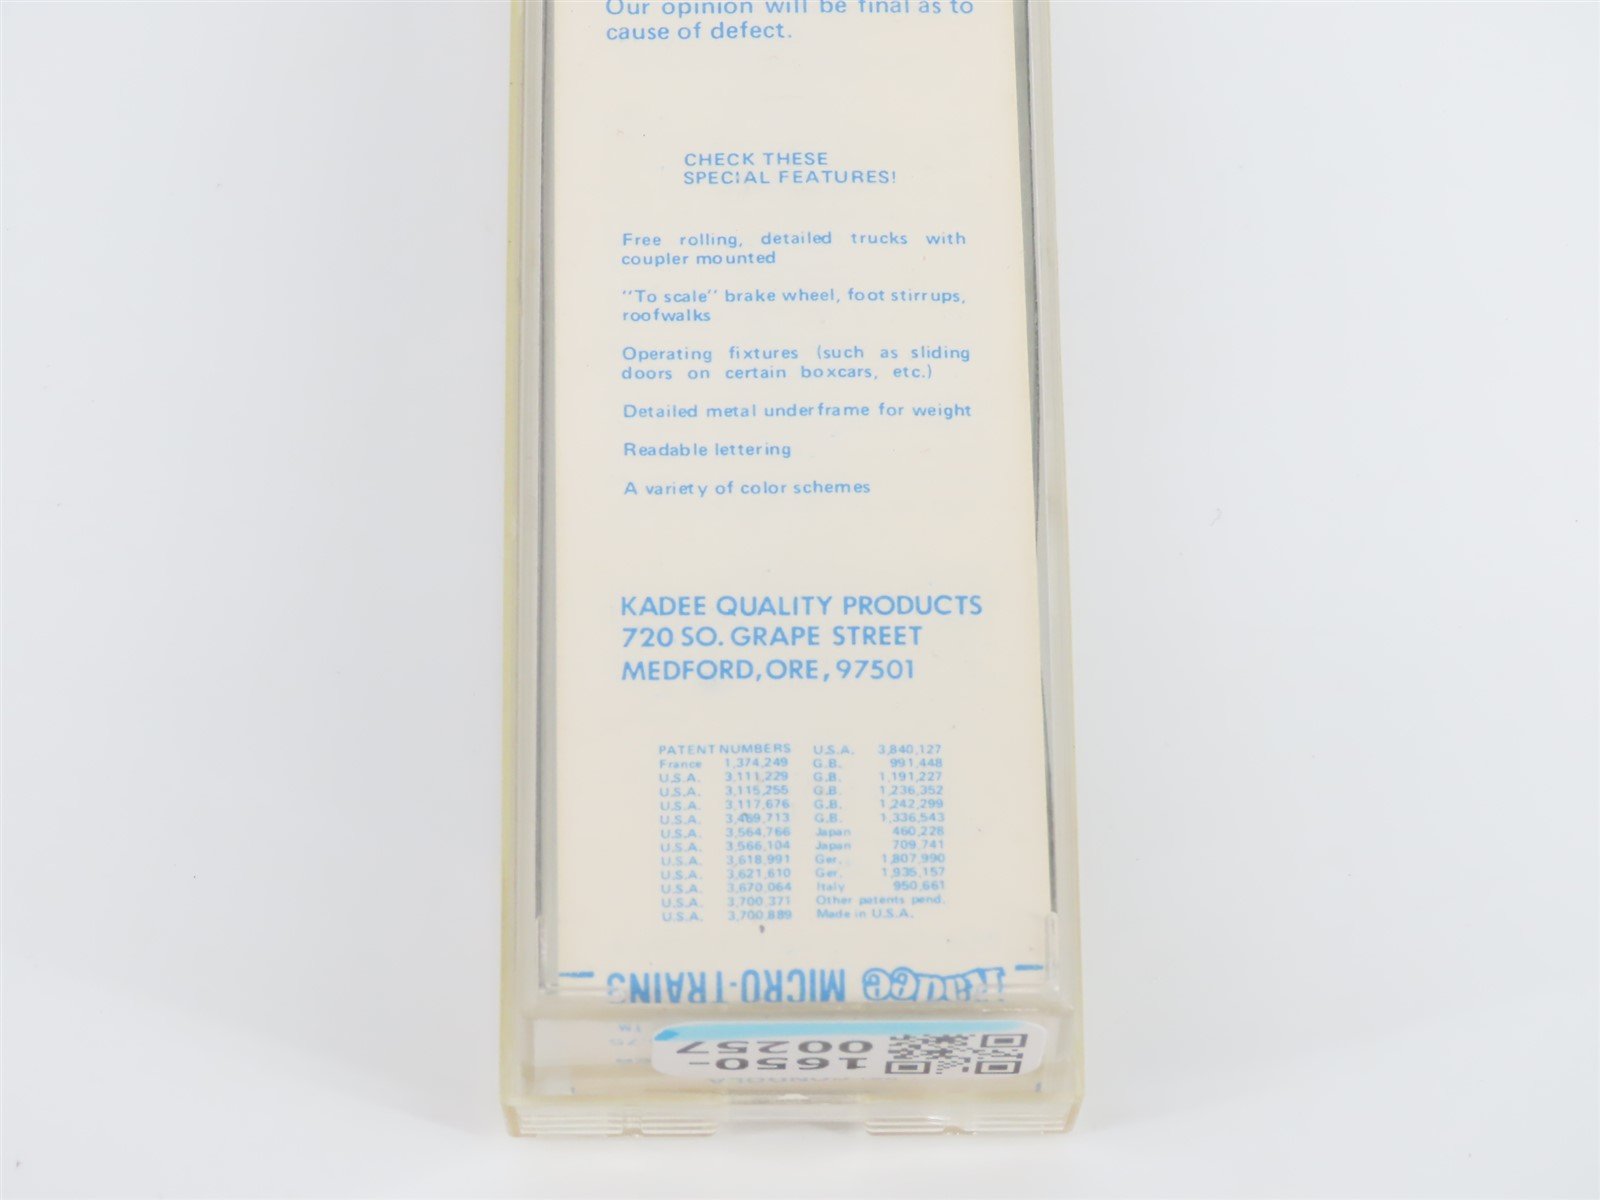 Our opinion will be final as to
cause of defect.
CHECK THESE
SPECIAL FEATURES!
Free rolling, detailed trucks with
coupler mounted
"To scale" brake wheel, foot stirrups,
roofwalks
Operating fixtures (such as sliding
doors on certain boxcars, etc.)
Detailed metal underframe for weight
Readable lettering
A variety of color schemes
KADEE QUALITY PRODUCTS
720 SO. GRAPE STREET
MEDFORD, ORE, 97501
PATENT NUMBERS U.S.A. 3,840,127
France 1,374,249 G.B. 991,448
U.S.A. 3,111,229 G.B. 1,191,227
U.S.A. 3,115,255 G.B. 1,236,352
U.S.A. 3,117,676 G.B. 1,242,299
U.S.A. 3,469,713 G.B. 1,336,543
U.S.A. 3,564,766 Japan 460,228
U.S.A. 3,566,104 Japan 709,741
U.S.A. 3,618,991 Ger. 1,807,990
U.S.A. 3,621,610 Ger. 1,935,157
U.S.A. 3,670,064 Italy 950,661
U.S.A. 3,700,371 Other patents pend.
U.S.A. 3,700,889 Made in U.S.A.
Kadee MICRO-TRAINS
TM
1650-
00257
GONDOLA